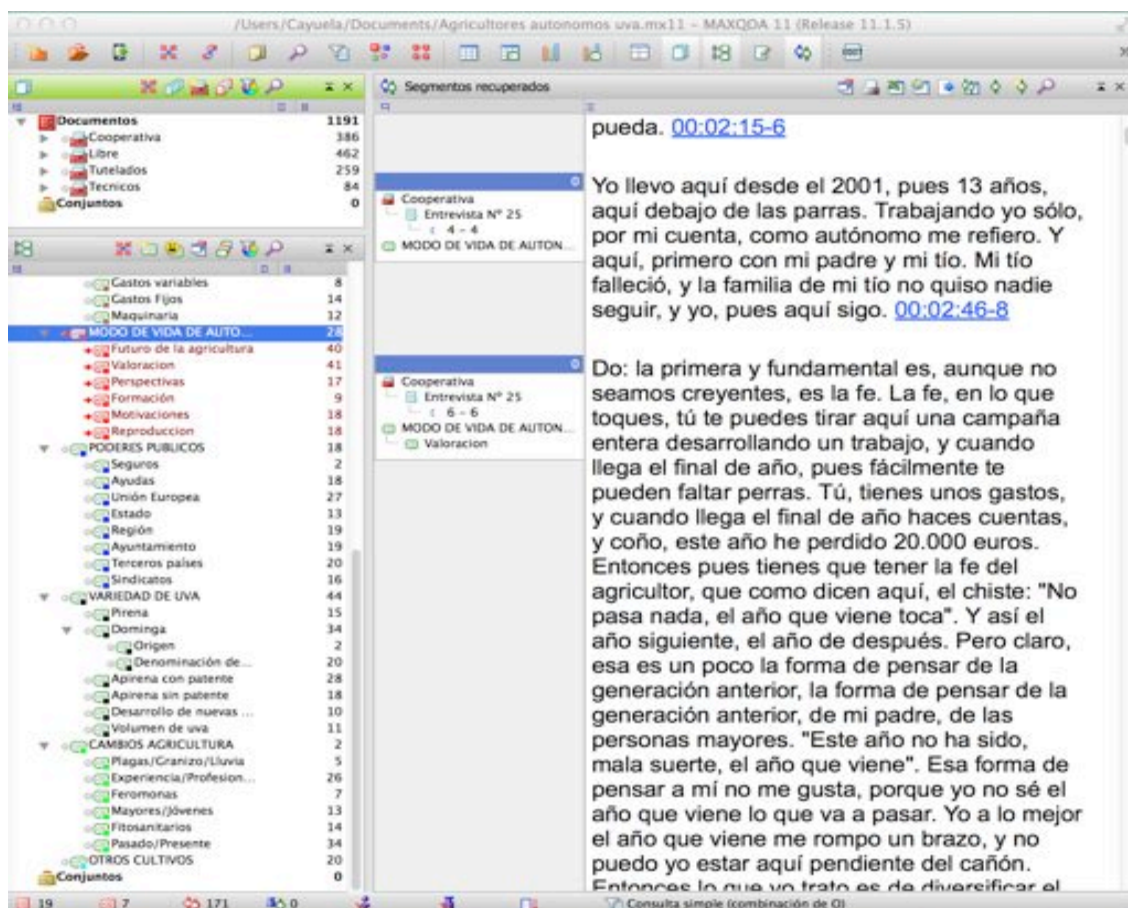 /Users/Cayuela/Documents/Agricultores autonomos uva.mx11 – MAXQDA 11 (Release 11.1.5)
Documentos 1191
Cooperativa 386
Libre 462
Tutelados 259
Tecnicos 84
Conjuntos 0
Gastos variables 8
Gastos Fijos 14
Maquinaria 12
MODO DE VIDA DE AUTO... 28
Futuro de la agricultura 40
Valoracion 41
Perspectivas 17
Formación 9
Motivaciones 18
Reproduccion 18
PODERES PUBLICOS 18
Seguros 2
Ayudas 18
Unión Europea 27
Estado 13
Región 19
Ayuntamiento 19
Terceros países 20
Sindicatos 16
VARIEDAD DE UVA 44
Pirena 15
Dominga 34
Origen 2
Denominación de... 20
Apirena con patente 28
Apirena sin patente 18
Desarrollo de nuevas ... 10
Volumen de uva 11
CAMBIOS AGRICULTURA 2
Plagas/Granizo/Lluvia 5
Experiencia/Profesion... 26
Feromonas 7
Mayores/Jóvenes 13
Fitosanitarios 14
Pasado/Presente 34
OTROS CULTIVOS 20
Conjuntos 0
Segmentos recuperados
0
Cooperativa
Entrevista Nº 25
4 - 4
MODO DE VIDA DE AUTON...
0
Cooperativa
Entrevista Nº 25
6 - 6
MODO DE VIDA DE AUTON...
Valoracion
pueda. 00:02:15-6
Yo llevo aquí desde el 2001, pues 13 años,
aquí debajo de las parras. Trabajando yo sólo,
por mi cuenta, como autónomo me refiero. Y
aquí, primero con mi padre y mi tío. Mi tío
falleció, y la familia de mi tío no quiso nadie
seguir, y yo, pues aquí sigo. 00:02:46-8
Do: la primera y fundamental es, aunque no
seamos creyentes, es la fe. La fe, en lo que
toques, tú te puedes tirar aquí una campaña
entera desarrollando un trabajo, y cuando
llega el final de año, pues fácilmente te
pueden faltar perras. Tú, tienes unos gastos,
y cuando llega el final de año haces cuentas,
y coño, este año he perdido 20.000 euros.
Entonces pues tienes que tener la fe del
agricultor, que como dicen aquí, el chiste: "No
pasa nada, el año que viene toca". Y así el
año siguiente, el año de después. Pero claro,
esa es un poco la forma de pensar de la
generación anterior, la forma de pensar de la
generación anterior, de mi padre, de las
personas mayores. "Este año no ha sido,
mala suerte, el año que viene". Esa forma de
pensar a mí no me gusta, porque yo no sé el
año que viene lo que va a pasar. Yo a lo mejor
el año que viene me rompo un brazo, y no
puedo yo estar aquí pendiente del cañón.
Entonces lo que yo trato es de diversificar el
19 7 171 0 Consulta simple (combinación de O)